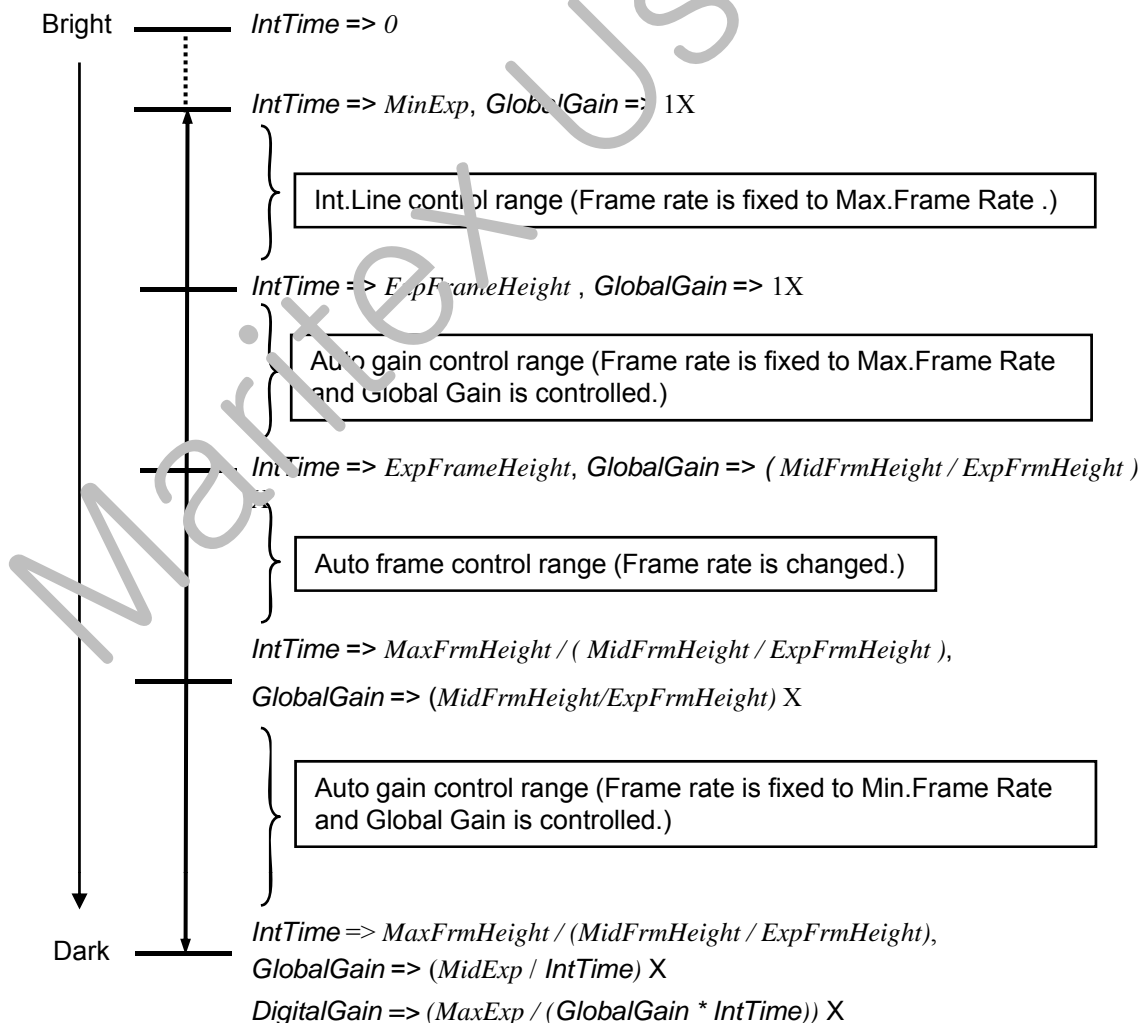 Bright IntTime => 0
IntTime => MinExp, GlobalGain => 1X
Int.Line control range (Frame rate is fixed to Max.Frame Rate .)
IntTime => ExpFrameHeight , GlobalGain => 1X
Auto gain control range (Frame rate is fixed to Max.Frame Rate
and Global Gain is controlled.)
IntTime => ExpFrameHeight, GlobalGain => ( MidFrmHeight / ExpFrmHeight )
X
Auto frame control range (Frame rate is changed.)
IntTime => MaxFrmHeight / ( MidFrmHeight / ExpFrmHeight ),
GlobalGain => (MidFrmHeight/ExpFrmHeight) X
Auto gain control range (Frame rate is fixed to Min.Frame Rate
and Global Gain is controlled.)
IntTime => MaxFrmHeight / (MidFrmHeight / ExpFrmHeight),
Dark
GlobalGain => (MidExp / IntTime) X
DigitalGain => (MaxExp / (GlobalGain * IntTime)) X
Maritex Us